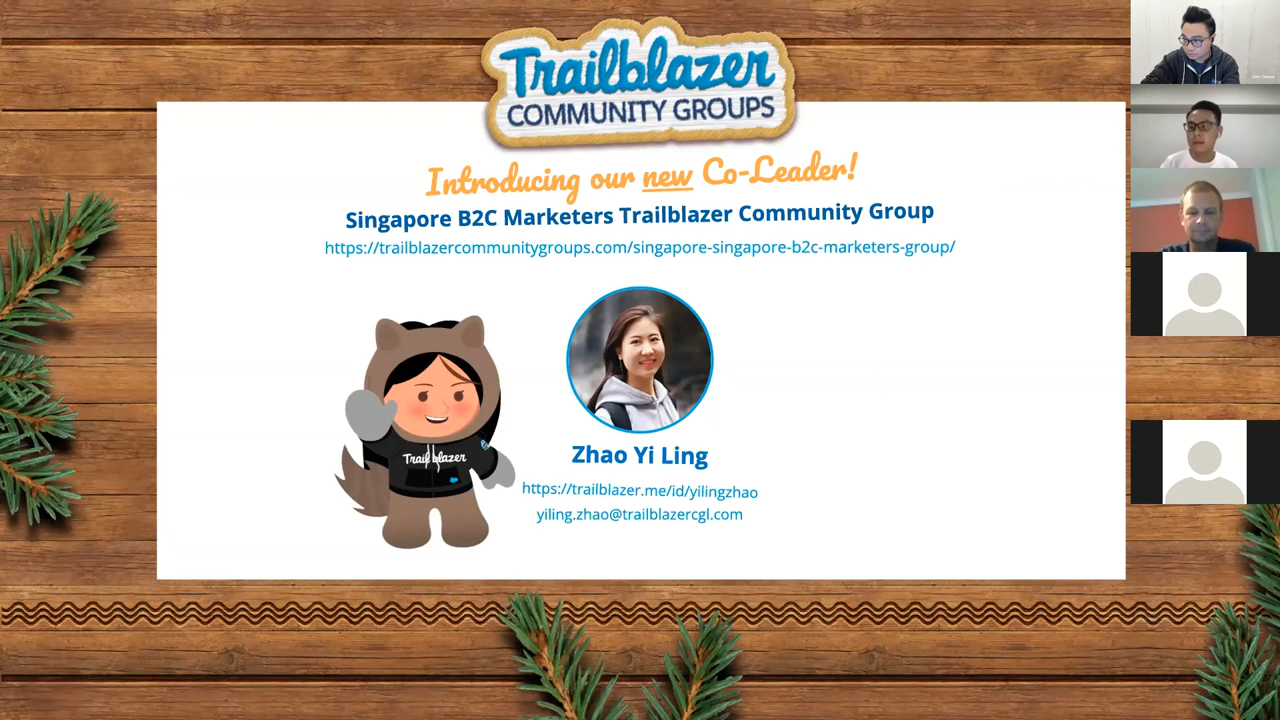 Trailblazer
COMMUNITY GROUPS
Introducing our new Co-Leader!
Singapore B2C Marketers Trailblazer Community Group
https://trailblazercommunitygroups.com/singapore-singapore-b2c-marketers-group/
Trailblazer
Zhao Yi Ling
https://trailblazer.me/id/yilingzhao
yiling.zhao@trailblazercgl.com